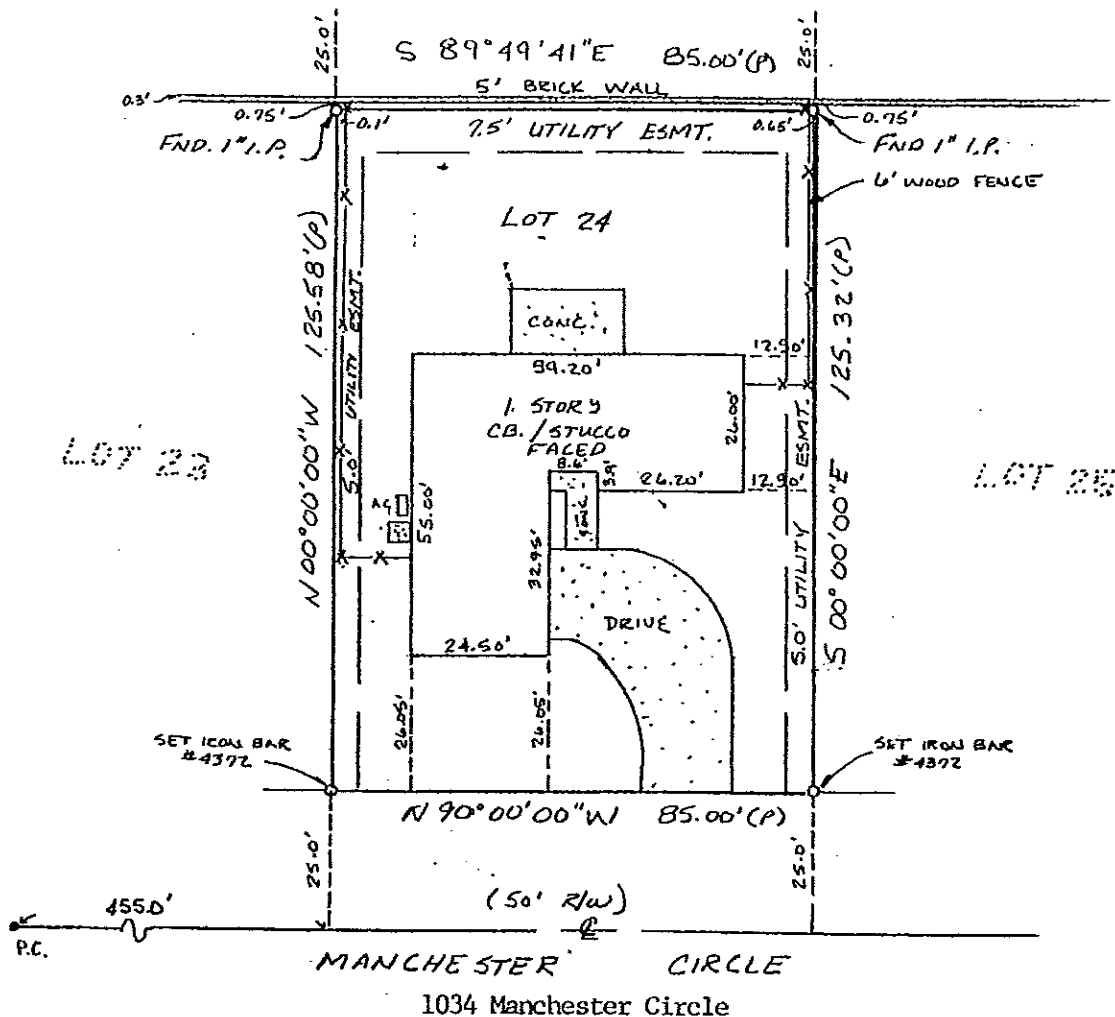 25.0'
25.0'
S 89°49'41"E 85.00'(P)
5' BRICK WALL
0.3'
0.75'
0.1'
7.5' UTILITY ESMT.
0.65'
0.75'
FND. 1" I.P.
FND 1" I.P.
6' WOOD FENCE
LOT 24
N 00°00'00"W 125.58'(P)
5.0' UTILITY ESMT.
CONC.
59.20'
12.90'
1. STORY
CB. / STUCCO
FACED
26.00'
8.6'
3.9'
26.20'
12.90'
LOT 23
LOT 25
S 00°00'00"E 125.32'(P)
5.0' UTILITY ESMT.
55.00'
CONC.
32.95'
DRIVE
24.50'
26.05'
26.05'
SET IRON BAR
#4372
SET IRON BAR
#4372
N 90°00'00"W 85.00'(P)
25.0'
25.0'
455.0'
(50' R/W)
P.C.
MANCHESTER CIRCLE
1034 Manchester Circle